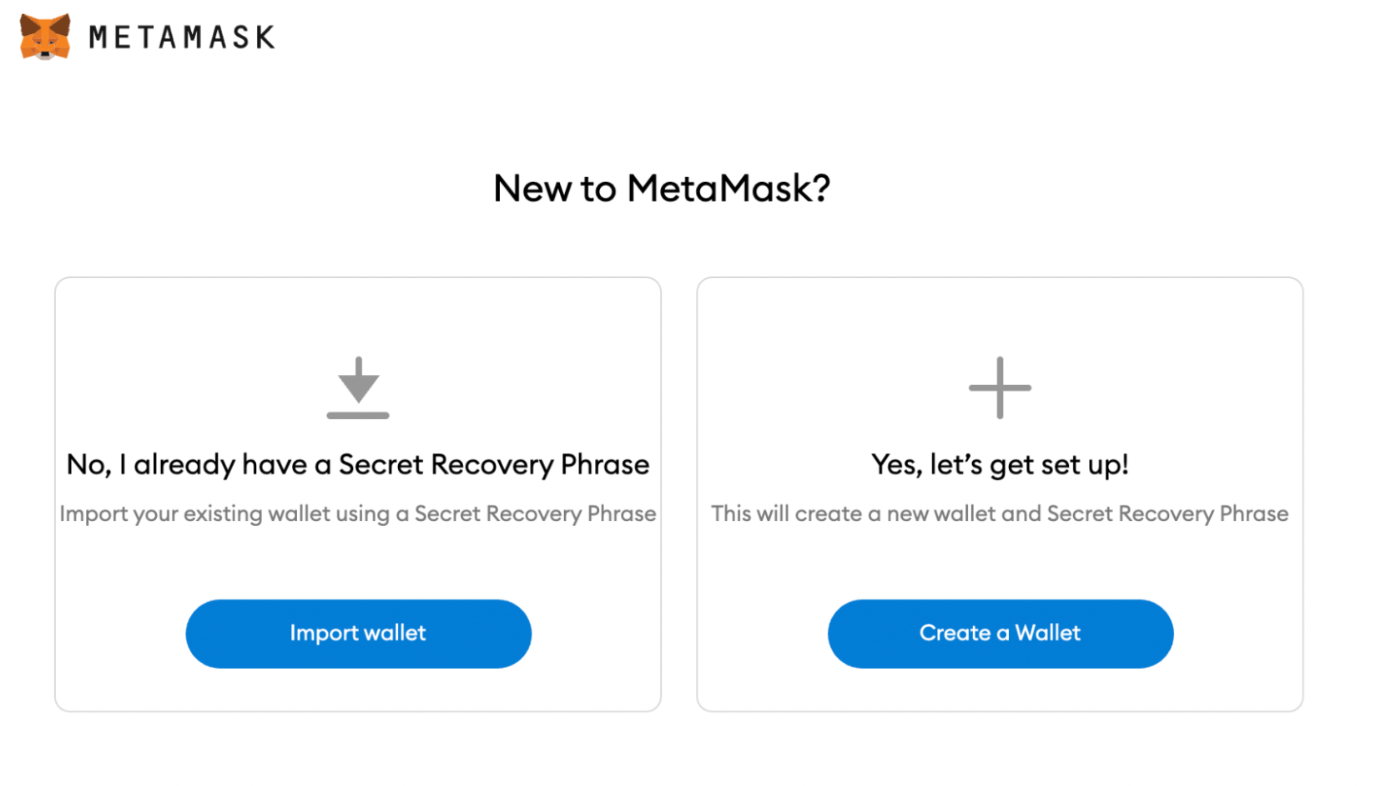 METAMASK
New to MetaMask?
No, I already have a Secret Recovery Phrase
Import your existing wallet using a Secret Recovery Phrase
Import wallet
Yes, let’s get set up!
This will create a new wallet and Secret Recovery Phrase
Create a Wallet